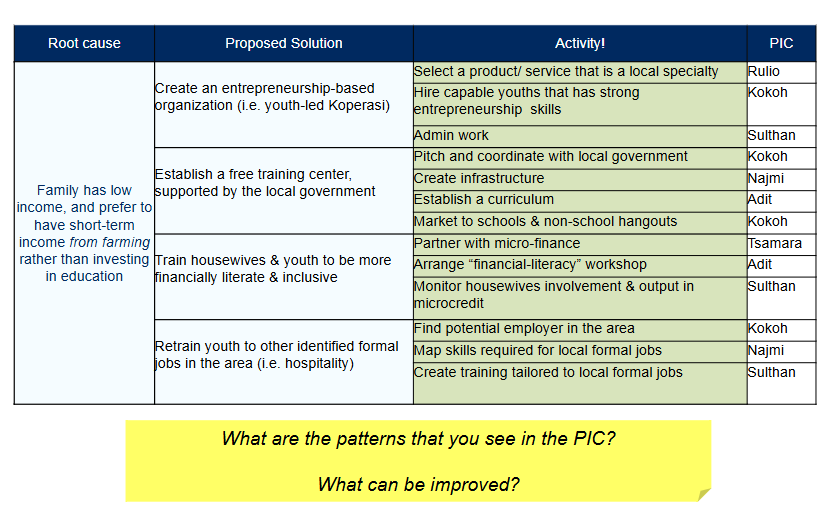 Root cause
Proposed Solution
Activity!
PIC
Family has low
income, and prefer to
have short-term
income from farming
rather than investing
in education
Create an entrepreneurship-based
organization (i.e. youth-led Koperasi)
Select a product/ service that is a local specialty
Rulio
Hire capable youths that has strong
entrepreneurship skills
Kokoh
Admin work
Sulthan
Establish a free training center,
supported by the local government
Pitch and coordinate with local government
Kokoh
Create infrastructure
Najmi
Establish a curriculum
Adit
Market to schools & non-school hangouts
Kokoh
Train housewives & youth to be more
financially literate & inclusive
Partner with micro-finance
Tsamara
Arrange “financial-literacy” workshop
Adit
Monitor housewives involvement & output in
microcredit
Sulthan
Retrain youth to other identified formal
jobs in the area (i.e. hospitality)
Find potential employer in the area
Kokoh
Map skills required for local formal jobs
Najmi
Create training tailored to local formal jobs
Sulthan
What are the patterns that you see in the PIC?
What can be improved?